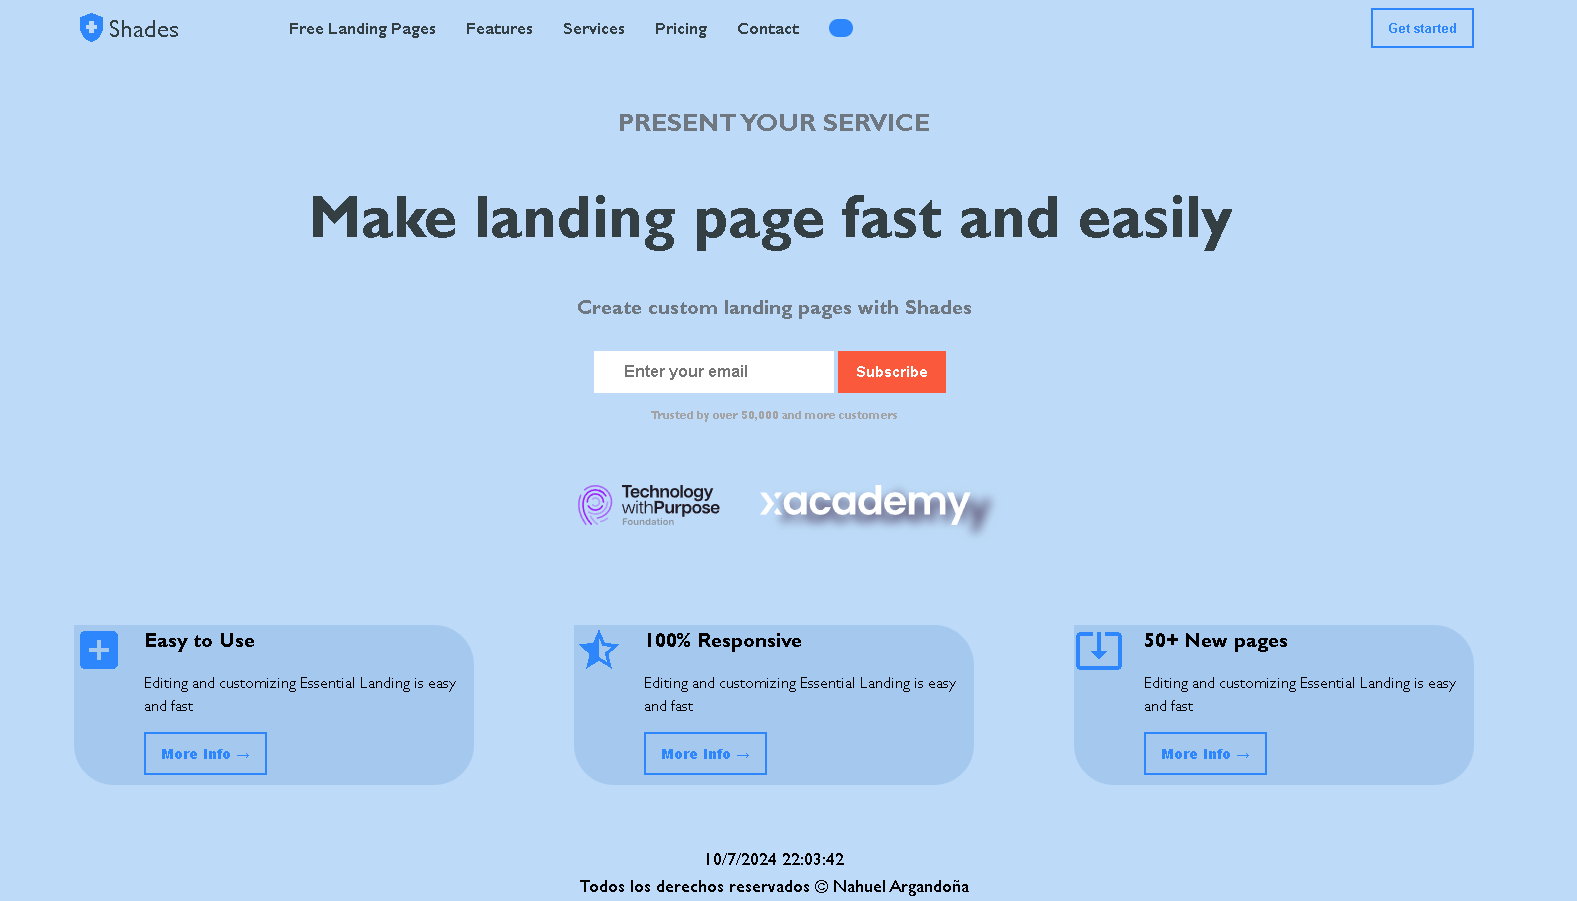 Shades
Free Landing Pages
Features
Services
Pricing
Contact
Get started
PRESENT YOUR SERVICE
Make landing page fast and easily
Create custom landing pages with Shades
Enter your email
Subscribe
Trusted by over 50,000 and more customers
Technology
withPurpose
Foundation
xacademy
Easy to Use
Editing and customizing Essential Landing is easy
and fast
More Info →
100% Responsive
Editing and customizing Essential Landing is easy
and fast
More Info →
50+ New pages
Editing and customizing Essential Landing is easy
and fast
More Info →
10/7/2024 22:03:42
Todos los derechos reservados © Nahuel Argandoña